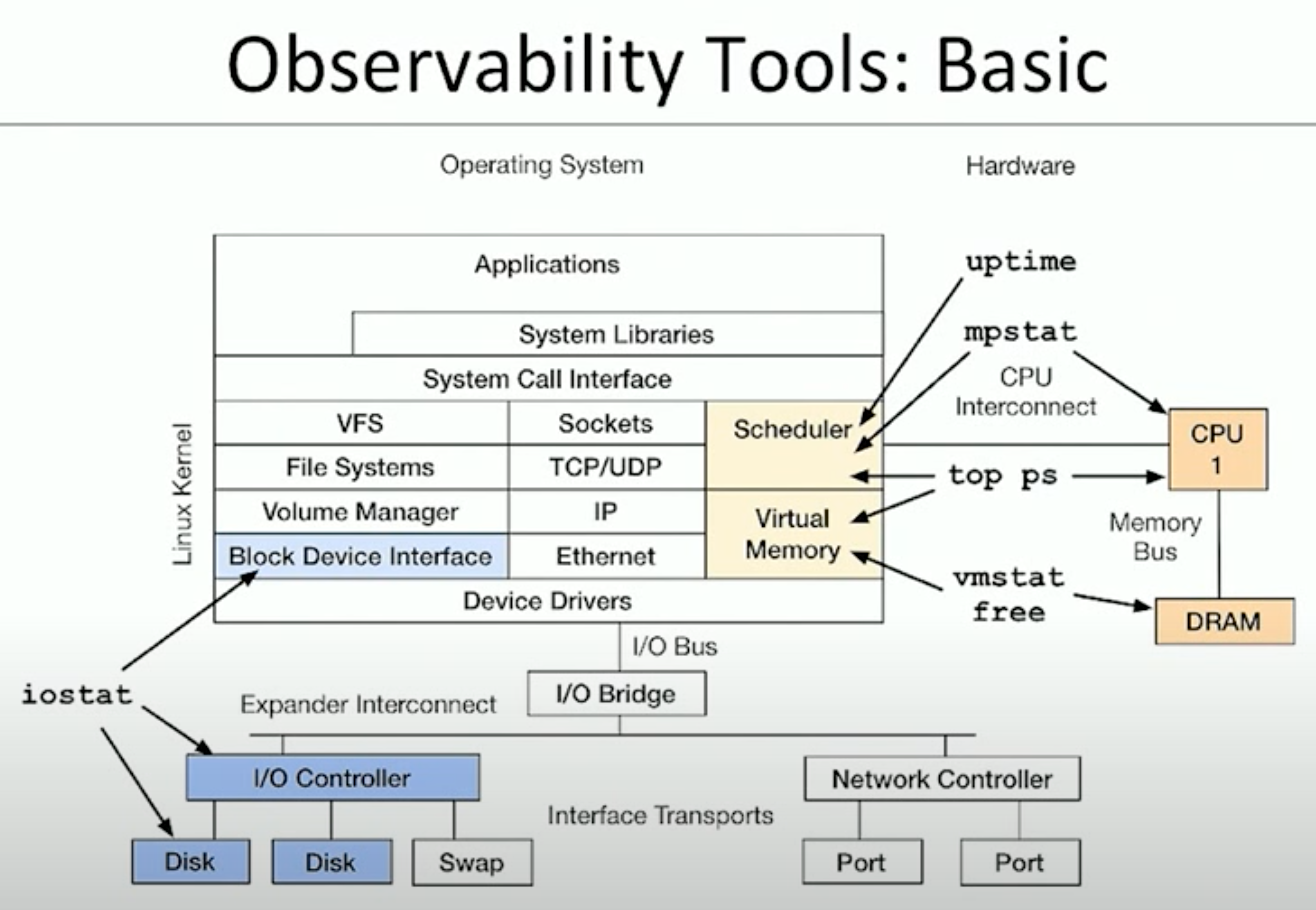 Observability Tools: Basic
Operating System
Hardware
Applications
System Libraries
System Call Interface
Linux Kernel
VFS
Sockets
Scheduler
File Systems
TCP/UDP
Volume Manager
IP
Virtual
Memory
Block Device Interface
Ethernet
Device Drivers
uptime
mpstat
CPU
Interconnect
CPU
1
top ps
Memory
Bus
vmstat
free
DRAM
I/O Bus
I/O Bridge
iostat
Expander Interconnect
I/O Controller
Network Controller
Interface Transports
Disk
Disk
Swap
Port
Port